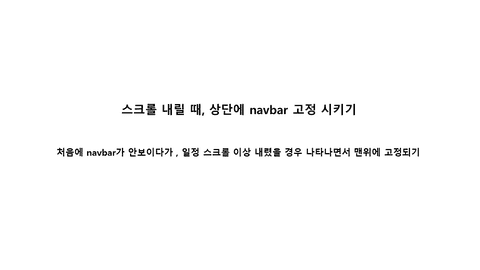 스크롤 내릴 때, 상단에 navbar 고정 시키기
처음에 navbar가 안보이다가 , 일정 스크롤 이상 내렸을 경우 나타나면서 맨위에 고정되기